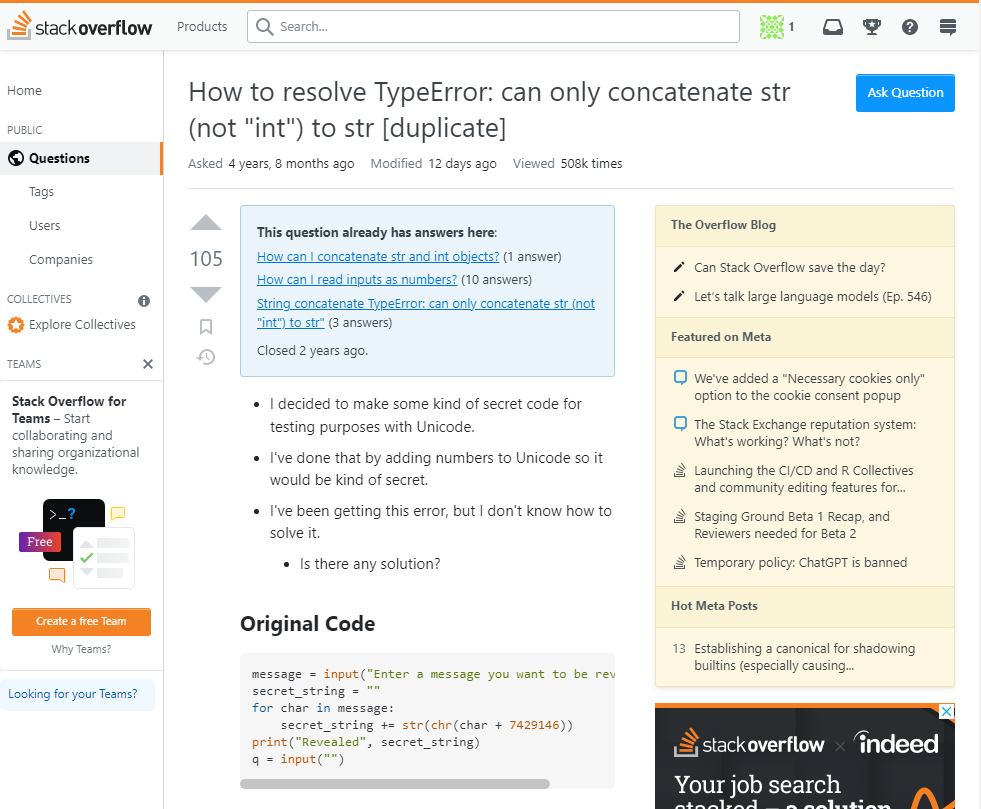 stackoverflow
Products
Search...
1
Home
PUBLIC
Questions
Tags
Users
Companies
COLLECTIVES
Explore Collectives
TEAMS
Stack Overflow for
Teams – Start
collaborating and
sharing organizational
knowledge.
>_?
Free
Create a free Team
Why Teams?
Looking for your Teams?
How to resolve TypeError: can only concatenate str
(not "int") to str [duplicate]
Ask Question
Asked 4 years, 8 months ago Modified 12 days ago Viewed 508k times
105
This question already has answers here:
How can I concatenate str and int objects? (1 answer)
How can I read inputs as numbers? (10 answers)
String concatenate TypeError: can only concatenate str (not
"int") to str" (3 answers)
Closed 2 years ago.
• I decided to make some kind of secret code for
testing purposes with Unicode.
• I've done that by adding numbers to Unicode so it
would be kind of secret.
• I've been getting this error, but I don't know how to
solve it.
• Is there any solution?
Original Code
message = input("Enter a message you want to be rev
secret_string = ""
for char in message:
    secret_string += str(chr(char + 7429146))
print("Revealed", secret_string)
q = input("")
The Overflow Blog
Can Stack Overflow save the day?
Let's talk large language models (Ep. 546)
Featured on Meta
We've added a "Necessary cookies only"
option to the cookie consent popup
The Stack Exchange reputation system:
What's working? What's not?
Launching the CI/CD and R Collectives
and community editing features for...
Staging Ground Beta 1 Recap, and
Reviewers needed for Beta 2
Temporary policy: ChatGPT is banned
Hot Meta Posts
13 Establishing a canonical for shadowing
builtins (especially causing...
stackoverflow × indeed
Your job search
stacked – a solution